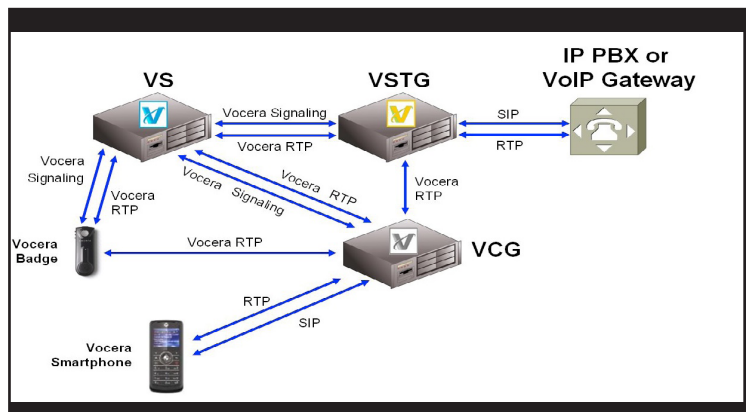 IP PBX or
VoIP Gateway
VS
VSTG
Vocera Signaling
Vocera RTP
SIP
RTP
Vocera
Signaling
Vocera
RTP
Vocera RTP
Vocera Signaling
Vocera
RTP
Vocera
Badge
Vocera RTP
VCG
RTP
SIP
Vocera
Smartphone